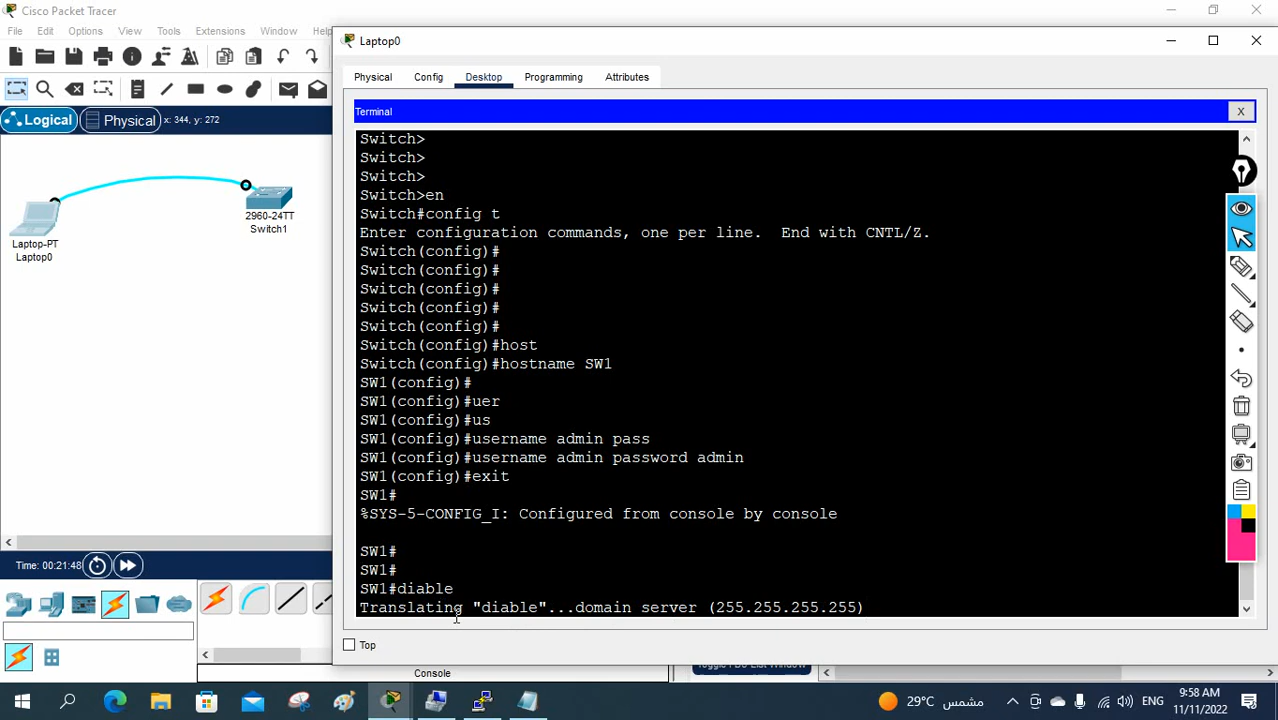 Cisco Packet Tracer
File Edit Options View Tools Extensions Window Help
Logical Physical x: 344, y: 272
Laptop-PT
Laptop0
2960-24TT
Switch1
Laptop0
Physical Config Desktop Programming Attributes
Terminal X
Switch>
Switch>
Switch>
Switch>en
Switch#config t
Enter configuration commands, one per line.  End with CNTL/Z.
Switch(config)#
Switch(config)#
Switch(config)#
Switch(config)#
Switch(config)#
Switch(config)#host
Switch(config)#hostname SW1
SW1(config)#
SW1(config)#uer
SW1(config)#us
SW1(config)#username admin pass
SW1(config)#username admin password admin
SW1(config)#exit
SW1#
%SYS-5-CONFIG_I: Configured from console by console
SW1#
SW1#
SW1#diable
Translating "diable"...domain server (255.255.255.255)
Top
Time: 00:21:48
Console
29°C مشمس
ENG
9:58 AM
11/11/2022